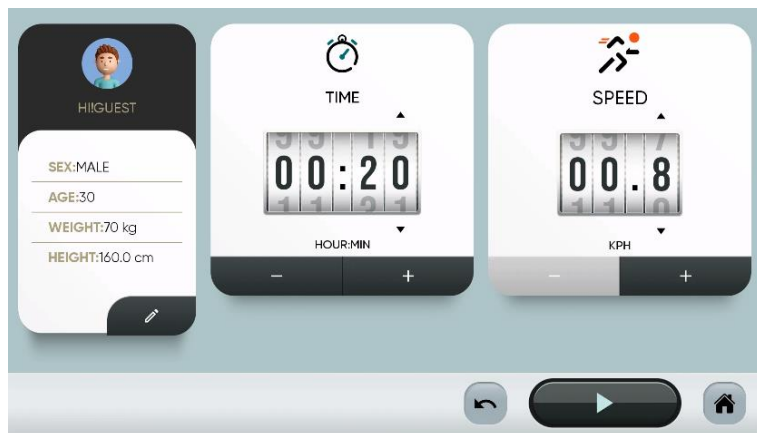 HI!GUEST
SEX:MALE
AGE:30
WEIGHT:70 kg
HEIGHT:160.0 cm
TIME
00:20
HOUR:MIN
− +
SPEED
00.8
KPH
− +